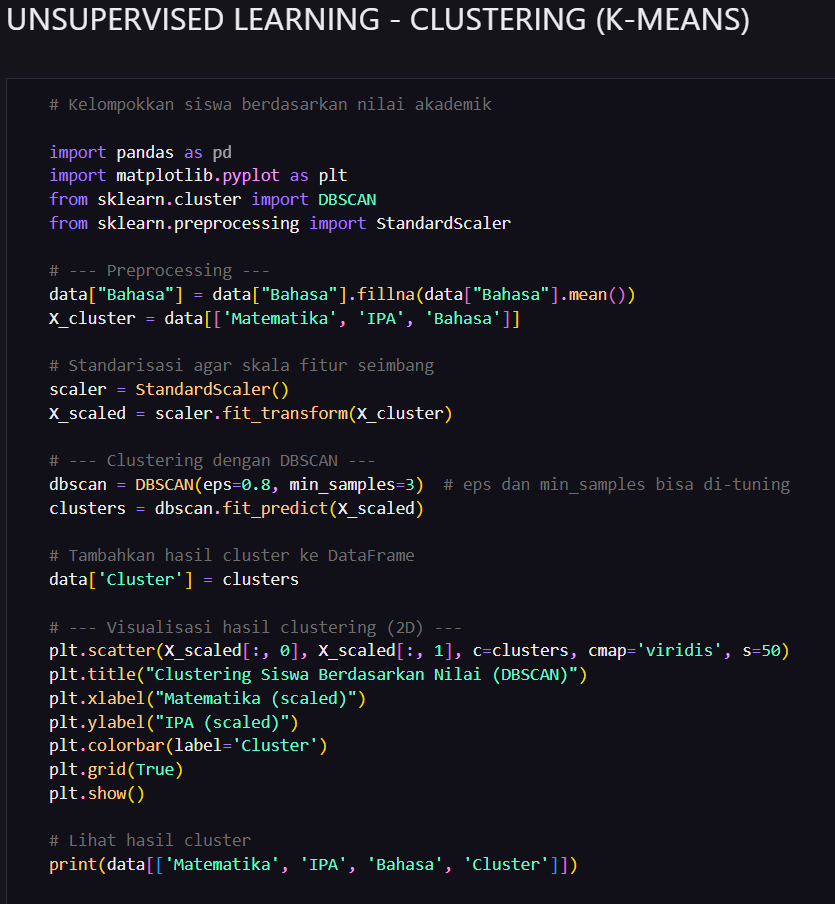 UNSUPERVISED LEARNING - CLUSTERING (K-MEANS)
# Kelompokkan siswa berdasarkan nilai akademik
import pandas as pd
import matplotlib.pyplot as plt
from sklearn.cluster import DBSCAN
from sklearn.preprocessing import StandardScaler
# --- Preprocessing ---
data["Bahasa"] = data["Bahasa"].fillna(data["Bahasa"].mean())
X_cluster = data[['Matematika', 'IPA', 'Bahasa']]
# Standarisasi agar skala fitur seimbang
scaler = StandardScaler()
X_scaled = scaler.fit_transform(X_cluster)
# --- Clustering dengan DBSCAN ---
dbscan = DBSCAN(eps=0.8, min_samples=3)  # eps dan min_samples bisa di-tuning
clusters = dbscan.fit_predict(X_scaled)
# Tambahkan hasil cluster ke DataFrame
data['Cluster'] = clusters
# --- Visualisasi hasil clustering (2D) ---
plt.scatter(X_scaled[:, 0], X_scaled[:, 1], c=clusters, cmap='viridis', s=50)
plt.title("Clustering Siswa Berdasarkan Nilai (DBSCAN)")
plt.xlabel("Matematika (scaled)")
plt.ylabel("IPA (scaled)")
plt.colorbar(label='Cluster')
plt.grid(True)
plt.show()
# Lihat hasil cluster
print(data[['Matematika', 'IPA', 'Bahasa', 'Cluster']])